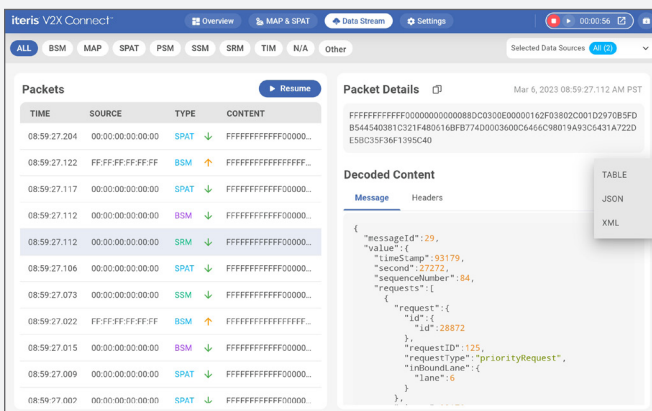 iteris V2X Connect™ Overview MAP & SPAT Data Stream Settings 00:00:56
ALL BSM MAP SPAT PSM SSM SRM TIM N/A Other Selected Data Sources All (2)
Packets Resume
TIME SOURCE TYPE CONTENT
08:59:27.204 00:00:00:00:00:00 SPAT FFFFFFFFFFFF00000...
08:59:27.122 FF:FF:FF:FF:FF:FF BSM FFFFFFFFFFFFFFFFF...
08:59:27.117 00:00:00:00:00:00 SPAT FFFFFFFFFFFF00000...
08:59:27.112 00:00:00:00:00:00 BSM FFFFFFFFFFFF00000...
08:59:27.112 00:00:00:00:00:00 SRM FFFFFFFFFFFF00000...
08:59:27.106 00:00:00:00:00:00 SPAT FFFFFFFFFFFF00000...
08:59:27.073 00:00:00:00:00:00 SSM FFFFFFFFFFFF00000...
08:59:27.022 FF:FF:FF:FF:FF:FF BSM FFFFFFFFFFFFFFFFF...
08:59:27.015 00:00:00:00:00:00 BSM FFFFFFFFFFFF00000...
08:59:27.009 00:00:00:00:00:00 SPAT FFFFFFFFFFFF00000...
08:59:27.002 00:00:00:00:00:00 SPAT FFFFFFFFFFFF00000...
Packet Details Mar 6, 2023 08:59:27.112 AM PST
FFFFFFFFFFFF00000000000088DC0300E00000162F03802C001D2970B5FD
B544540381C321F480616BFB774D0003600C6466C98019A93C6431A722D
E5BC35F36F1395C40
Decoded Content
TABLE
JSON
XML
Message Headers
{
"messageId":29,
"value":{
"timeStamp":93179,
"second":27272,
"sequenceNumber":84,
"requests":[
{
"request":{
"id":{
"id":28872
},
"requestID":125,
"requestType":"priorityRequest",
"inBoundLane":{
"lane":6
}
},